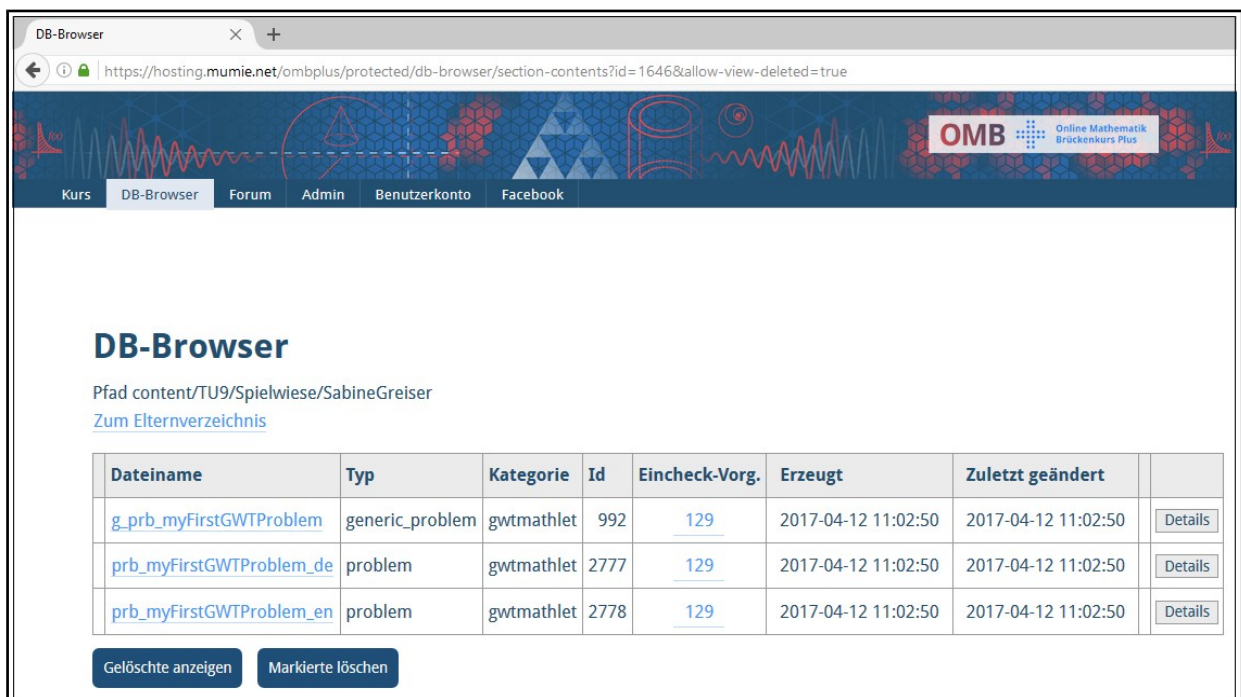 DB-Browser
https://hosting.mumie.net/ombplus/protected/db-browser/section-contents?id=1646&allow-view-deleted=true
f(x)
OMB Online Mathematik
Brückenkurs Plus
f(x)
Kurs DB-Browser Forum Admin Benutzerkonto Facebook
DB-Browser
Pfad content/TU9/Spielwiese/SabineGreiser
Zum Elternverzeichnis
Dateiname Typ Kategorie Id Eincheck-Vorg. Erzeugt Zuletzt geändert
g_prb_myFirstGWTProblem generic_problem gwtmathlet 992 129 2017-04-12 11:02:50 2017-04-12 11:02:50 Details
prb_myFirstGWTProblem_de problem gwtmathlet 2777 129 2017-04-12 11:02:50 2017-04-12 11:02:50 Details
prb_myFirstGWTProblem_en problem gwtmathlet 2778 129 2017-04-12 11:02:50 2017-04-12 11:02:50 Details
Gelöschte anzeigen Markierte löschen